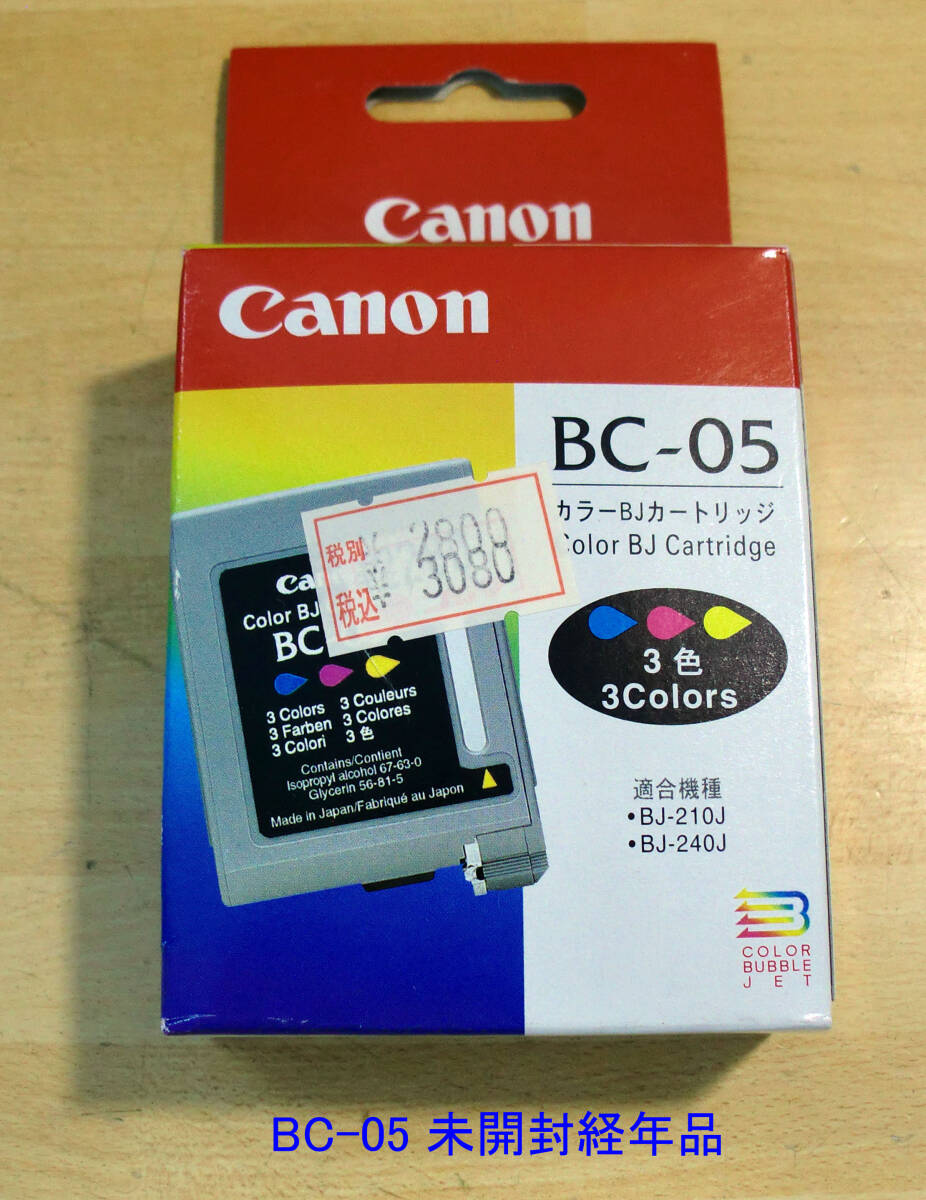 Canon
Canon
BC-05
カラーBJカートリッジ
Color BJ Cartridge
3色
3Colors
適合機種
•BJ-210J
•BJ-240J
COLOR
BUBBLE
JET
税別 ¥ 2800
税込 ¥ 3080
Ca
Color BJ
BC
3 Colors 3 Couleurs
3 Farben 3 Colores
3 Colori 3 色
Contains/Contient
Isopropyl alcohol 67-63-0
Glycerin 56-81-5
Made in Japan/Fabriqué au Japon
BC-05 未開封経年品